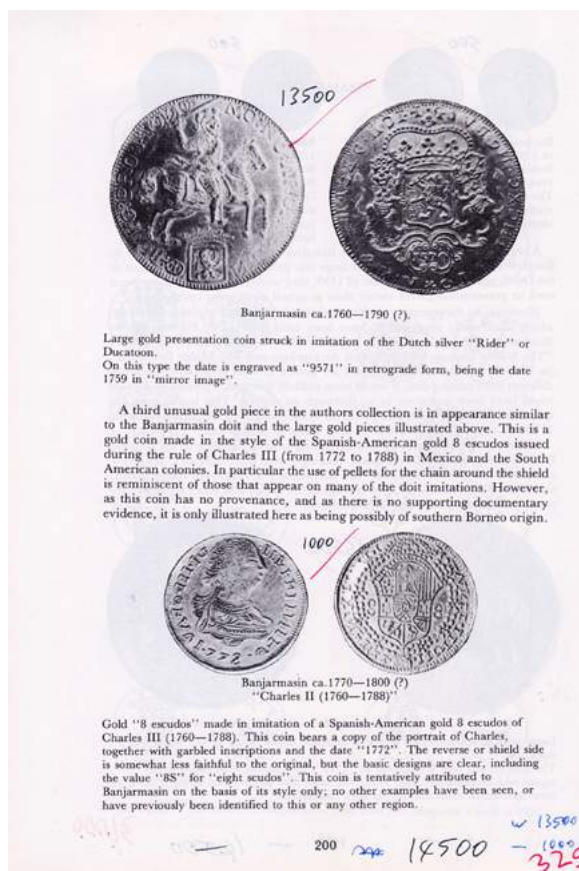 13500
Banjarmasin ca.1760—1790 (?).
Large gold presentation coin struck in imitation of the Dutch silver "Rider" or
Ducatoon.
On this type the date is engraved as "9571" in retrograde form, being the date
1759 in "mirror image".
A third unusual gold piece in the authors collection is in appearance similar
to the Banjarmasin doit and the large gold pieces illustrated above. This is a
gold coin made in the style of the Spanish-American gold 8 escudos issued
during the rule of Charles III (from 1772 to 1788) in Mexico and the South
American colonies. In particular the use of pellets for the chain around the shield
is reminiscent of those that appear on many of the doit imitations. However,
as this coin has no provenance, and as there is no supporting documentary
evidence, it is only illustrated here as being possibly of southern Borneo origin.
1000
Banjarmasin ca.1770—1800 (?)
"Charles II (1760—1788)"
Gold "8 escudos" made in imitation of a Spanish-American gold 8 escudos of
Charles III (1760—1788). This coin bears a copy of the portrait of Charles,
together with garbled inscriptions and the date "1772". The reverse or shield side
is somewhat less faithful to the original, but the basic designs are clear, including
the value "8S" for "eight scudos". This coin is tentatively attributed to
Banjarmasin on the basis of its style only; no other examples have been seen, or
have previously been identified to this or any other region.
13500
200
14500
— 1000